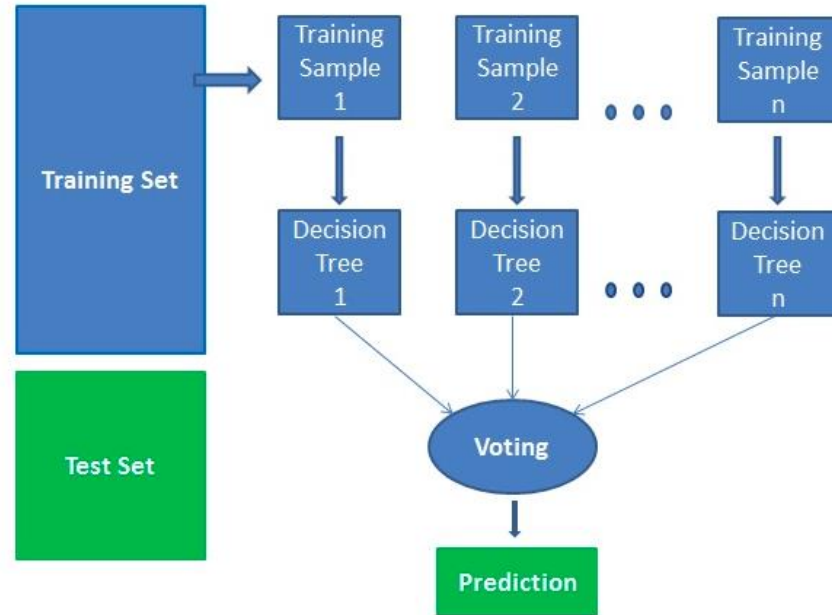 Training Set
Training
Sample
1
Training
Sample
2
Training
Sample
n
Decision
Tree
1
Decision
Tree
2
Decision
Tree
n
Test Set
Voting
Prediction